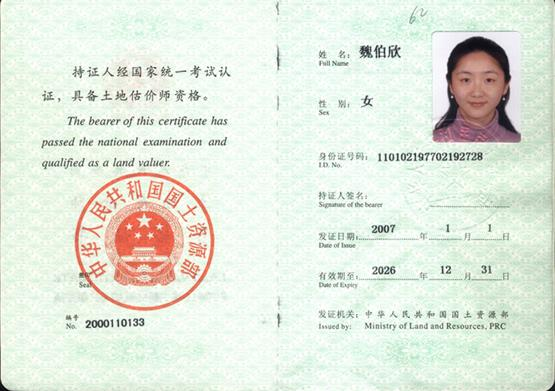 持证人经国家统一考试认
证，具备土地估价师资格。
The bearer of this certificate has
passed the national examination and
qualified as a land valuer.
中华人民共和国国土资源部
Seal
编号
No. 2000110133
62
姓 名: 魏伯欣
Full Name
性 别: 女
Sex
身份证号码: 110102197702192728
I.D. No.
持证人签名:
Signature of the bearer
发证日期: 2007 年 1 月 1 日
Date of Issue
有效期至: 2026 年 12 月 31 日
Date of Expiry
发证机关: 中华人民共和国国土资源部
Issued by: Ministry of Land and Resources, PRC